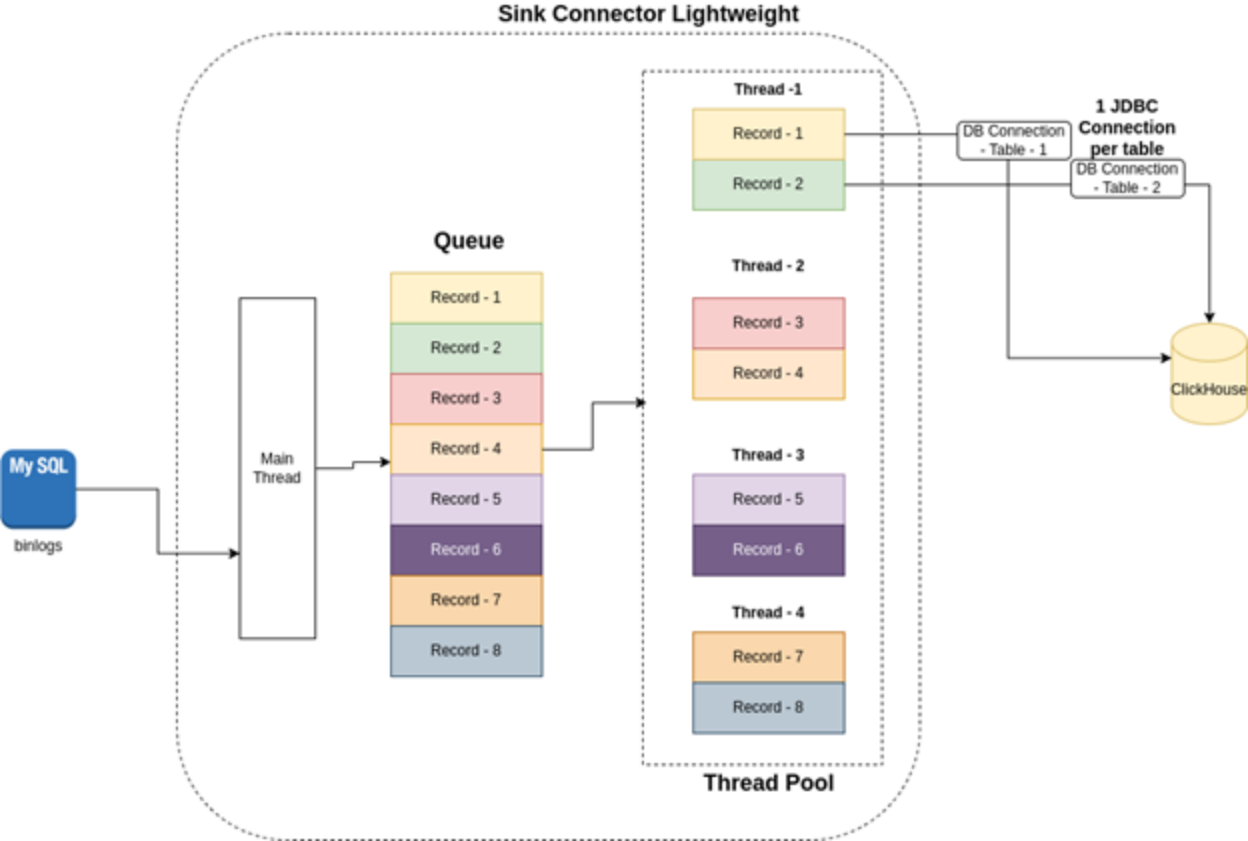 Sink Connector Lightweight
My SQL
binlogs
Main
Thread
Queue
Record - 1
Record - 2
Record - 3
Record - 4
Record - 5
Record - 6
Record - 7
Record - 8
Thread -1
Record - 1
Record - 2
Thread - 2
Record - 3
Record - 4
Thread - 3
Record - 5
Record - 6
Thread - 4
Record - 7
Record - 8
Thread Pool
DB Connection
- Table - 1
1 JDBC
Connection
per table
DB Connection
- Table - 2
ClickHouse